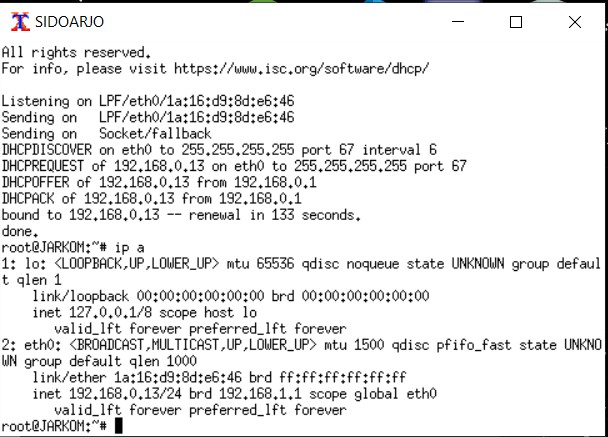 SIDOARJO
All rights reserved.
For info, please visit https://www.isc.org/software/dhcp/
Listening on LPF/eth0/1a:16:d9:8d:e6:46
Sending on   LPF/eth0/1a:16:d9:8d:e6:46
Sending on   Socket/fallback
DHCPDISCOVER on eth0 to 255.255.255.255 port 67 interval 6
DHCPREQUEST of 192.168.0.13 on eth0 to 255.255.255.255 port 67
DHCPOFFER of 192.168.0.13 from 192.168.0.1
DHCPACK of 192.168.0.13 from 192.168.0.1
bound to 192.168.0.13 -- renewal in 133 seconds.
done.
root@JARKOM:~# ip a
1: lo: <LOOPBACK,UP,LOWER_UP> mtu 65536 qdisc noqueue state UNKNOWN group defaul
t qlen 1
    link/loopback 00:00:00:00:00:00 brd 00:00:00:00:00:00
    inet 127.0.0.1/8 scope host lo
       valid_lft forever preferred_lft forever
2: eth0: <BROADCAST,MULTICAST,UP,LOWER_UP> mtu 1500 qdisc pfifo_fast state UNKNO
WN group default qlen 1000
    link/ether 1a:16:d9:8d:e6:46 brd ff:ff:ff:ff:ff:ff
    inet 192.168.0.13/24 brd 192.168.1.1 scope global eth0
       valid_lft forever preferred_lft forever
root@JARKOM:~#